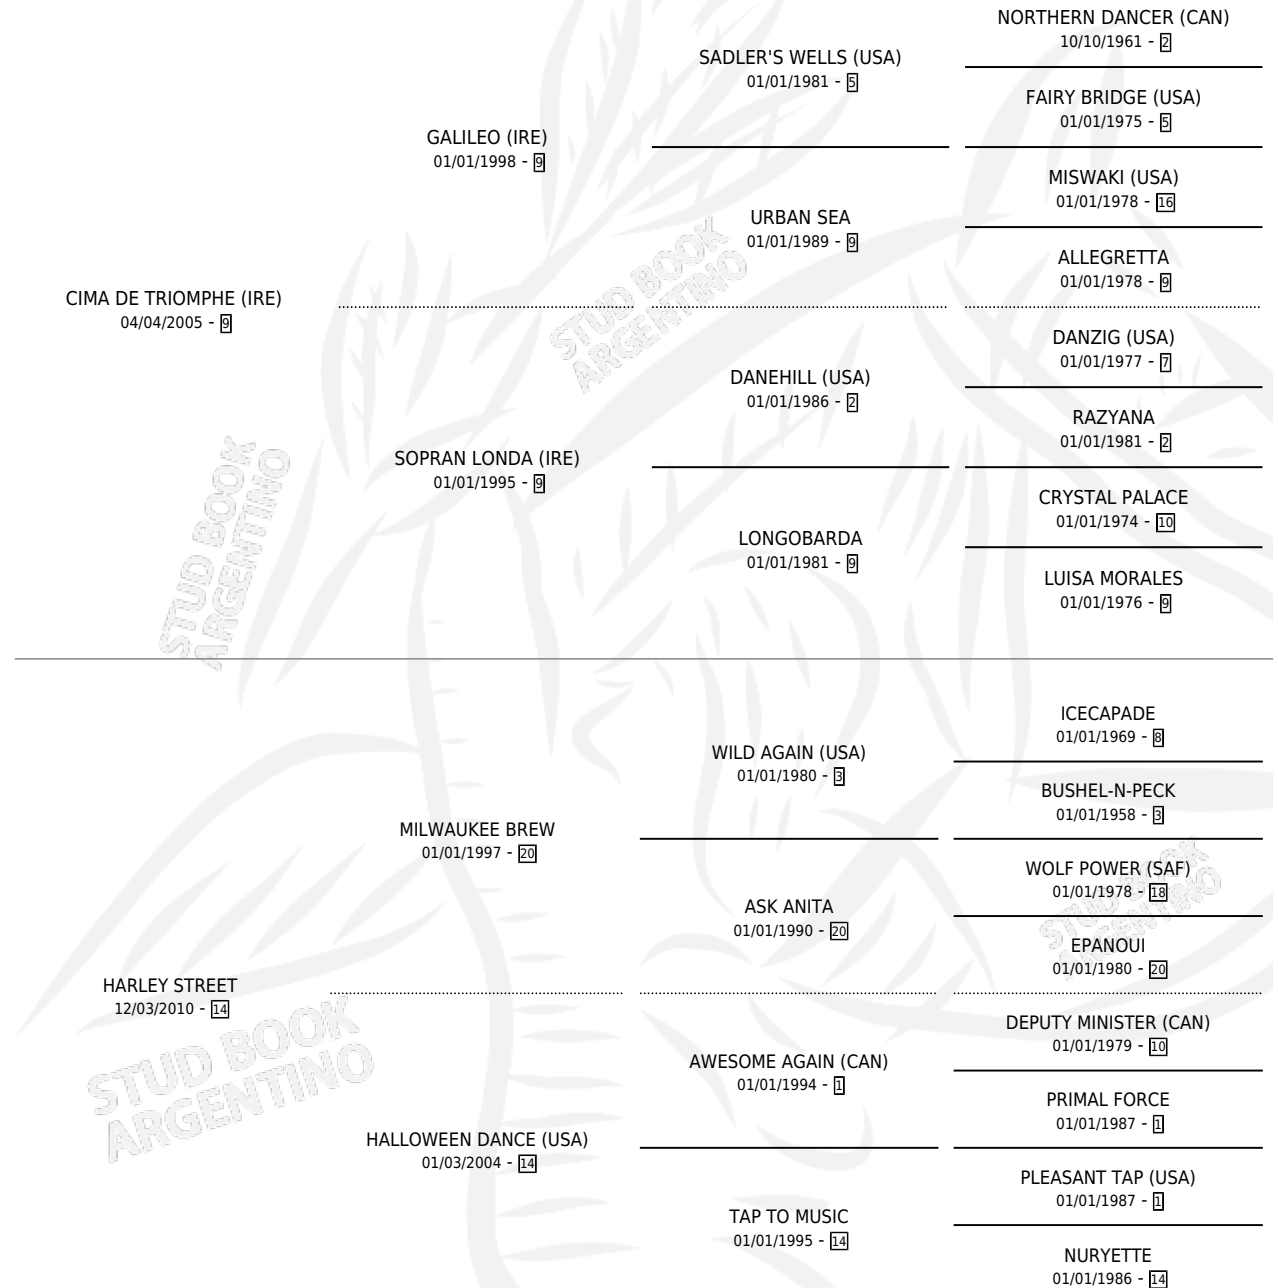 NORTHERN DANCER (CAN)
10/10/1961 - 2
SADLER'S WELLS (USA)
01/01/1981 - 5
FAIRY BRIDGE (USA)
01/01/1975 - 5
GALILEO (IRE)
01/01/1998 - 9
MISWAKI (USA)
01/01/1978 - 16
URBAN SEA
01/01/1989 - 9
ALLEGRETTA
01/01/1978 - 9
CIMA DE TRIOMPHE (IRE)
04/04/2005 - 9
STUD BOOK
ARGENTINO
DANZIG (USA)
01/01/1977 - 7
DANEHILL (USA)
01/01/1986 - 2
RAZYANA
01/01/1981 - 2
SOPRAN LONDA (IRE)
01/01/1995 - 9
CRYSTAL PALACE
01/01/1974 - 10
LONGOBARDA
01/01/1981 - 9
LUISA MORALES
01/01/1976 - 9
STUD BOOK
ARGENTINO
ICECAPADE
01/01/1969 - 8
WILD AGAIN (USA)
01/01/1980 - 3
BUSHEL-N-PECK
01/01/1958 - 3
MILWAUKEE BREW
01/01/1997 - 20
WOLF POWER (SAF)
01/01/1978 - 18
ASK ANITA
01/01/1990 - 20
EPANOUI
01/01/1980 - 20
STUD BOOK
ARGENTINO
HARLEY STREET
12/03/2010 - 14
DEPUTY MINISTER (CAN)
01/01/1979 - 10
AWESOME AGAIN (CAN)
01/01/1994 - 1
PRIMAL FORCE
01/01/1987 - 1
STUD BOOK
ARGENTINO
HALLOWEEN DANCE (USA)
01/03/2004 - 14
PLEASANT TAP (USA)
01/01/1987 - 1
TAP TO MUSIC
01/01/1995 - 14
NURYETTE
01/01/1986 - 14